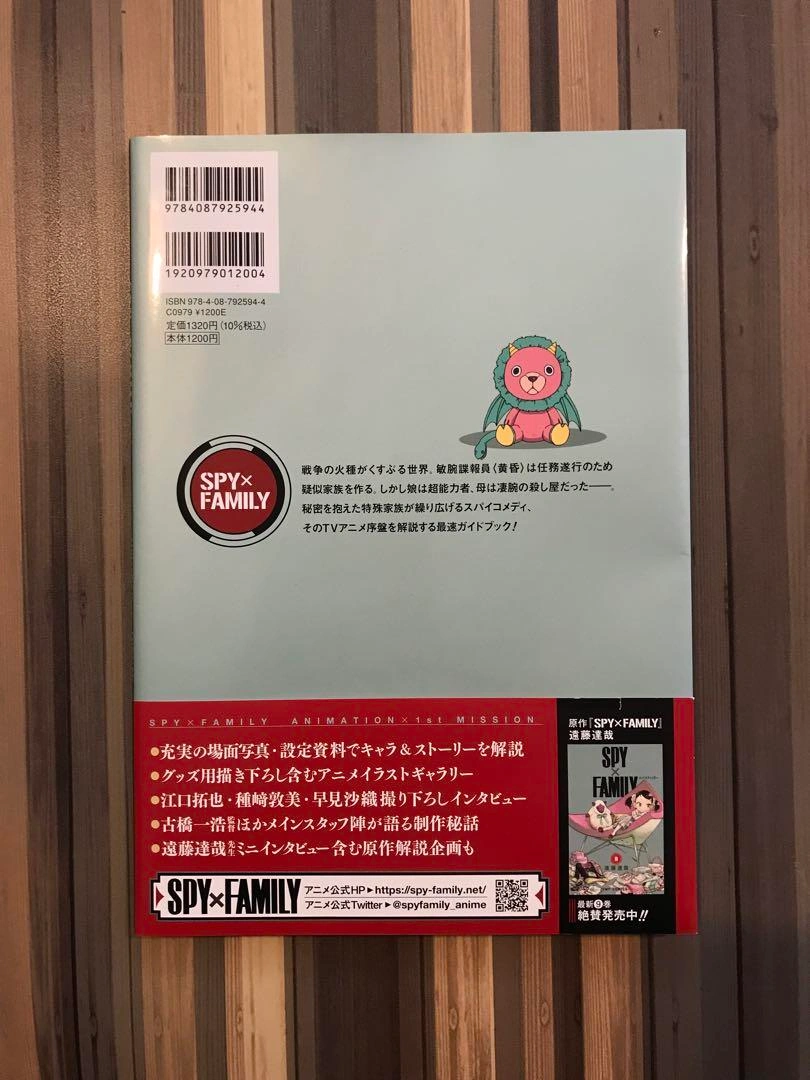 9784087925944
1920979012004
ISBN 978-4-08-792594-4
C0979 ¥1200E
定価1320円(10%税込)
本体1200円
SPY×
FAMILY
戦争の火種がくすぶる世界。敏腕諜報員〈黄昏〉は任務遂行のため
疑似家族を作る。しかし娘は超能力者、母は凄腕の殺し屋だった——。
秘密を抱えた特殊家族が繰り広げるスパイコメディ、
そのTVアニメ序盤を解説する最速ガイドブック!
SPY×FAMILY ANIMATION×1st MISSION
●充実の場面写真・設定資料でキャラ&ストーリーを解説
●グッズ用描き下ろし含むアニメイラストギャラリー
●江口拓也・種﨑敦美・早見沙織撮り下ろしインタビュー
●古橋一浩監督ほかメインスタッフ陣が語る制作秘話
●遠藤達哉先生ミニインタビュー含む原作解説企画も
SPY×FAMILY
アニメ公式HP▶https://spy-family.net/
アニメ公式Twitter▶@spyfamily_anime
原作『SPY×FAMILY』
遠藤達哉
SPY
×
FAMILY
9
遠藤達哉
最新9巻
絶賛発売中!!